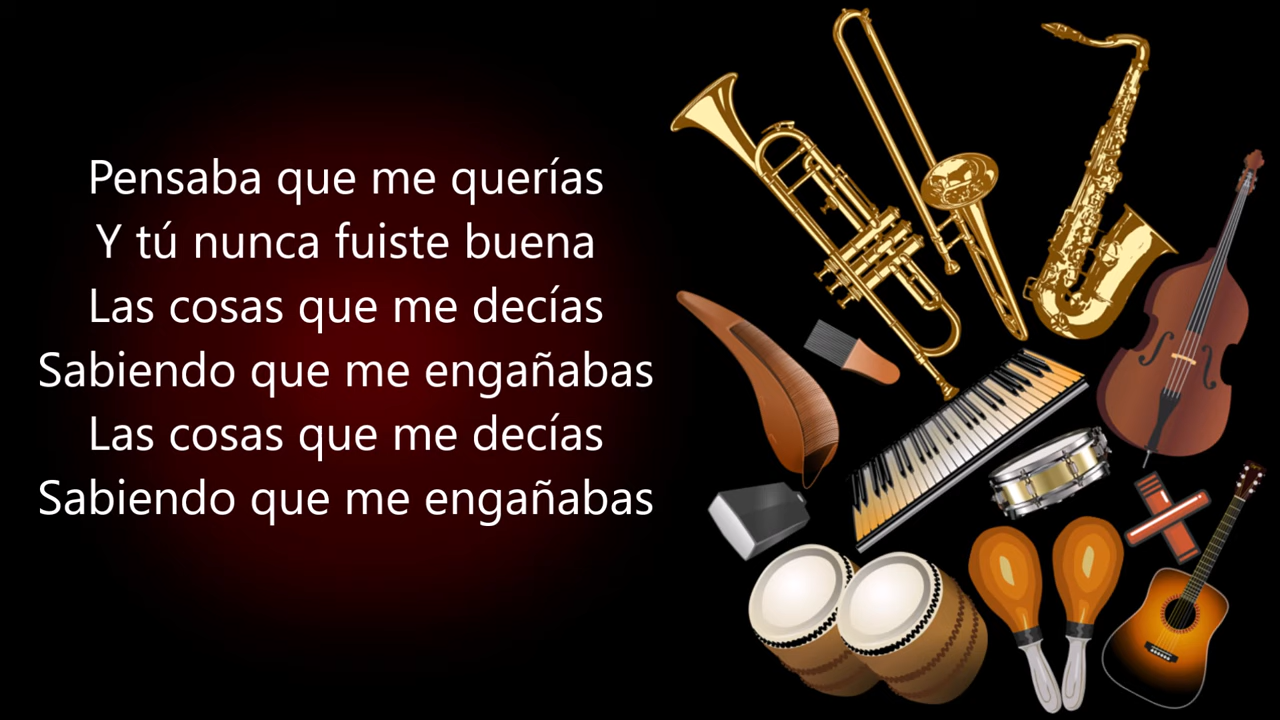 Pensaba que me querías
Y tú nunca fuiste buena
Las cosas que me decías
Sabiendo que me engañabas
Las cosas que me decías
Sabiendo que me engañabas